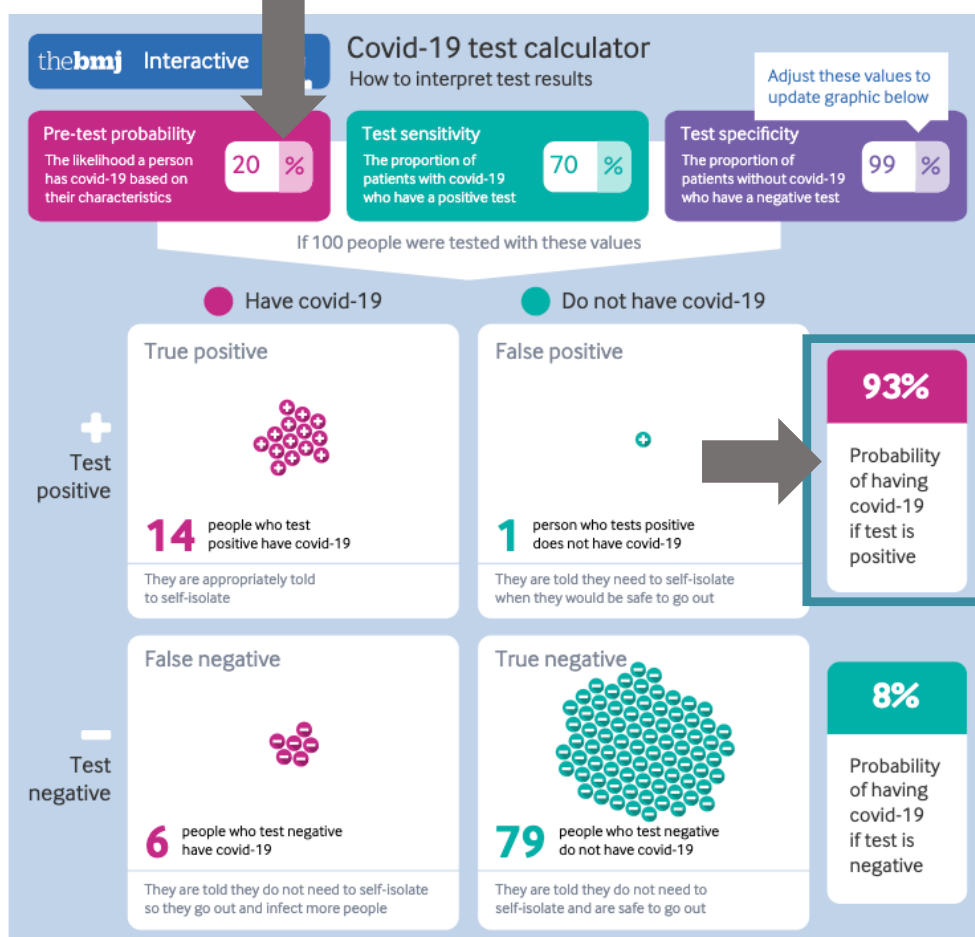 thebmj Interactive
Covid-19 test calculator
How to interpret test results
Adjust these values to
update graphic below
Pre-test probability
The likelihood a person
has covid-19 based on
their characteristics
20 %
Test sensitivity
The proportion of
patients with covid-19
who have a positive test
70 %
Test specificity
The proportion of
patients without covid-19
who have a negative test
99 %
If 100 people were tested with these values
Have covid-19
Do not have covid-19
Test
positive
True positive
14
people who test
positive have covid-19
They are appropriately told
to self-isolate
False positive
1
person who tests positive
does not have covid-19
They are told they need to self-isolate
when they would be safe to go out
93%
Probability
of having
covid-19
if test is
positive
Test
negative
False negative
6
people who test negative
have covid-19
They are told they do not need to self-isolate
so they go out and infect more people
True negative
79
people who test negative
do not have covid-19
They are told they do not need to
self-isolate and are safe to go out
8%
Probability
of having
covid-19
if test is
negative